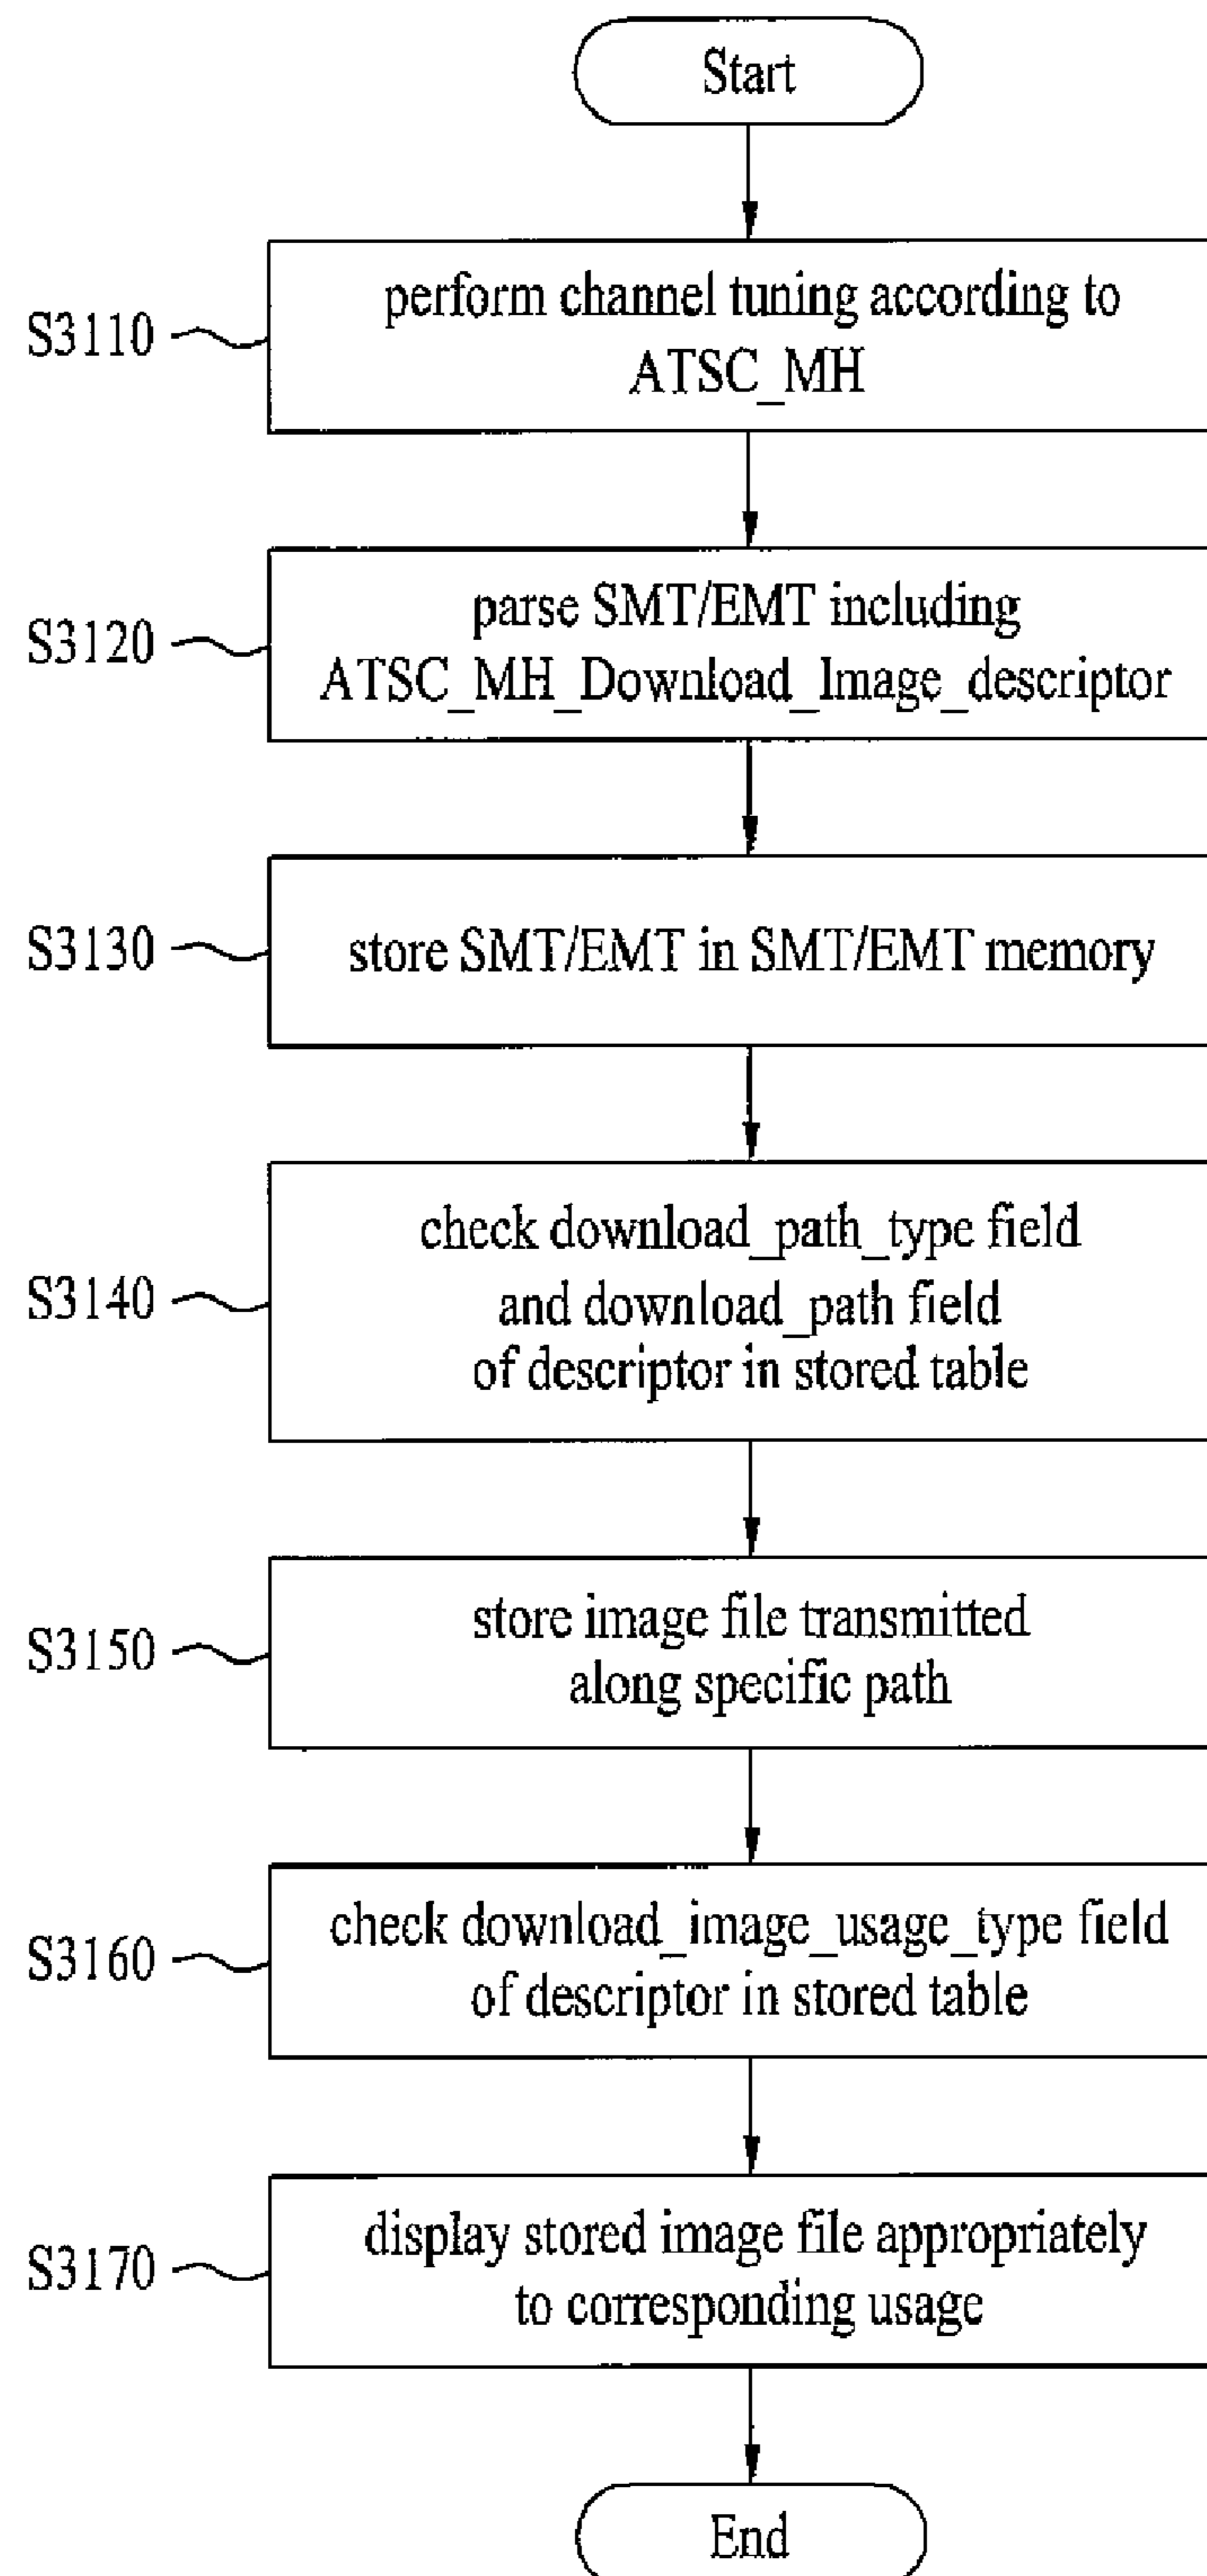 Start
S3110
perform channel tuning according to
ATSC_MH
S3120
parse SMT/EMT including
ATSC_MH_Download_Image_descriptor
S3130
store SMT/EMT in SMT/EMT memory
S3140
check download_path_type field
and download_path field
of descriptor in stored table
S3150
store image file transmitted
along specific path
S3160
check download_image_usage_type field
of descriptor in stored table
S3170
display stored image file appropriately
to corresponding usage
End